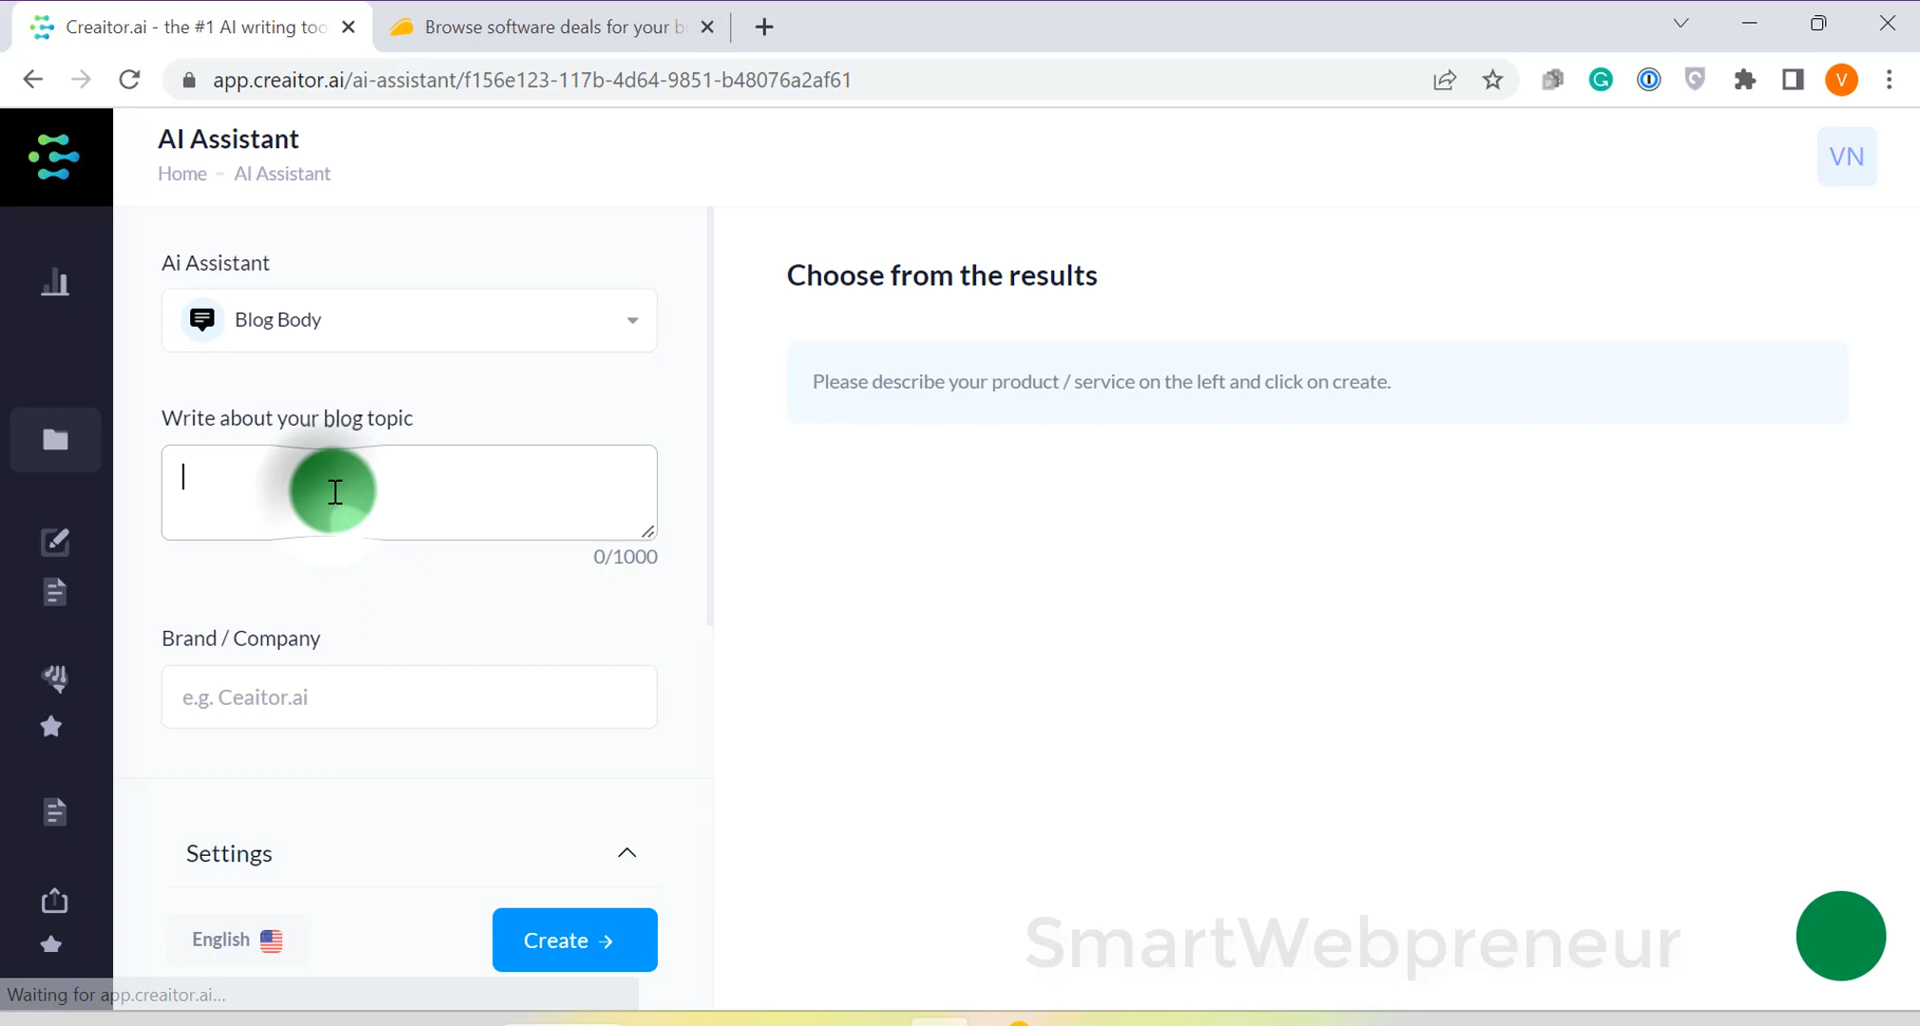 Creaitor.ai - the #1 AI writing too
Browse software deals for your b
app.creaitor.ai/ai-assistant/f156e123-117b-4d64-9851-b48076a2af61
V
AI Assistant
Home - AI Assistant
VN
Ai Assistant
Blog Body
Write about your blog topic
0/1000
Brand / Company
e.g. Ceaitor.ai
Settings
English
Create →
Choose from the results
Please describe your product / service on the left and click on create.
SmartWebpreneur
Waiting for app.creaitor.ai...